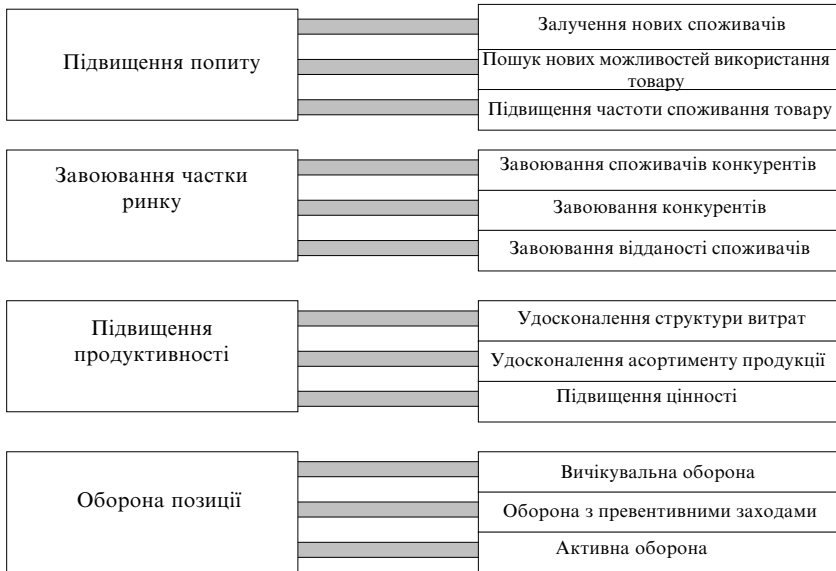 Підвищення попиту
Залучення нових споживачів
Пошук нових можливостей використання
товару
Підвищення частоти споживання товару
Завоювання частки
ринку
Завоювання споживачів конкурентів
Завоювання конкурентів
Завоювання відданості споживачів
Підвищення
продуктивності
Удосконалення структури витрат
Удосконалення асортименту продукції
Підвищення цінності
Оборона позиції
Вичікувальна оборона
Оборона з превентивними заходами
Активна оборона